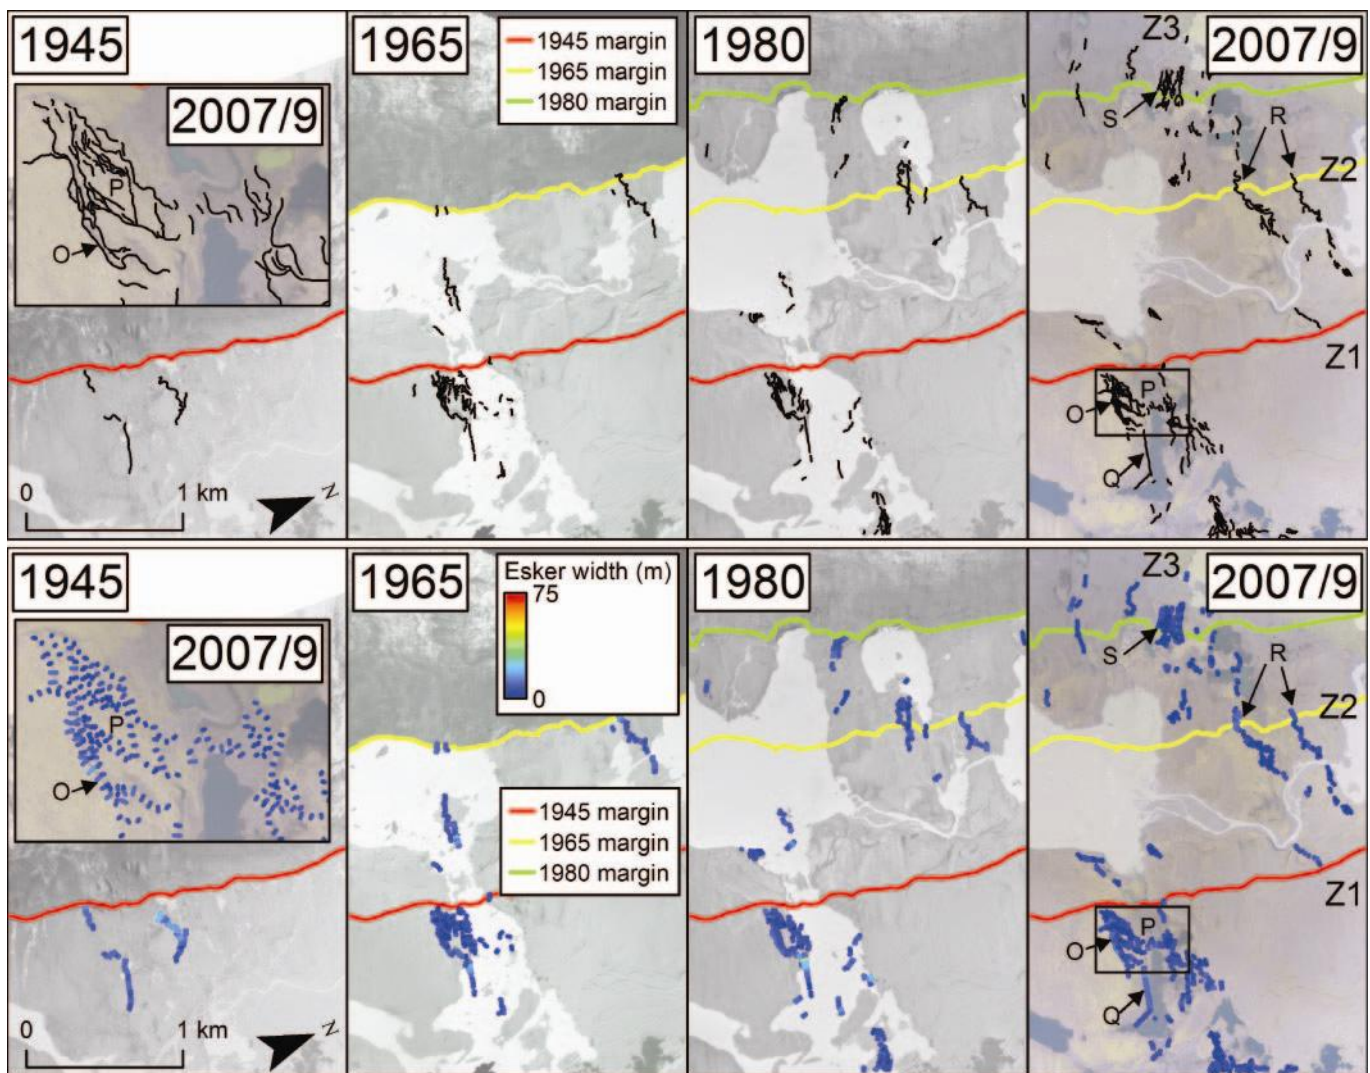 1945
2007/9
P
O
0 1 km
N
1965
1945 margin
1965 margin
1980 margin
1980
Z3
2007/9
S
R
Z2
Z1
P
O
Q
1945
2007/9
P
O
0 1 km
N
1965
Esker width (m)
75
0
1945 margin
1965 margin
1980 margin
1980
Z3
2007/9
S
R
Z2
Z1
P
O
Q